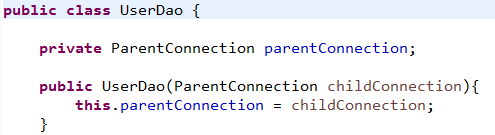 public class UserDao {
private ParentConnection parentConnection;
public UserDao(ParentConnection childConnection){
this.parentConnection = childConnection;
}